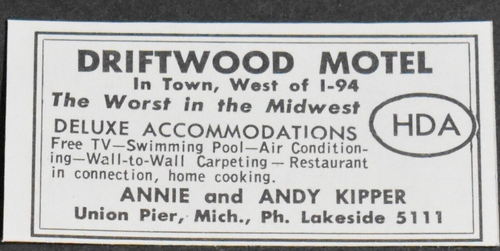 DRIFTWOOD MOTEL
In Town, West of I-94
The Worst in the Midwest
HDA
DELUXE ACCOMMODATIONS
Free TV—Swimming Pool—Air Condition-
ing—Wall-to-Wall Carpeting — Restaurant
in connection, home cooking.
ANNIE and ANDY KIPPER
Union Pier, Mich., Ph. Lakeside 5111